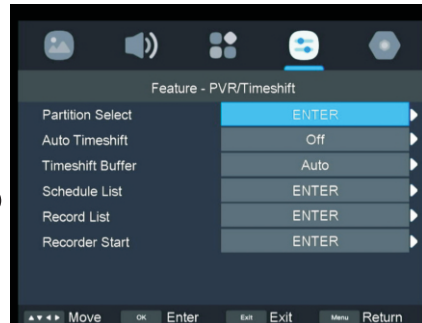 Feature - PVR/Timeshift
Partition Select ENTER
Auto Timeshift Off
Timeshift Buffer Auto
Schedule List ENTER
Record List ENTER
Recorder Start ENTER
Move OK Enter Exit Exit Menu Return